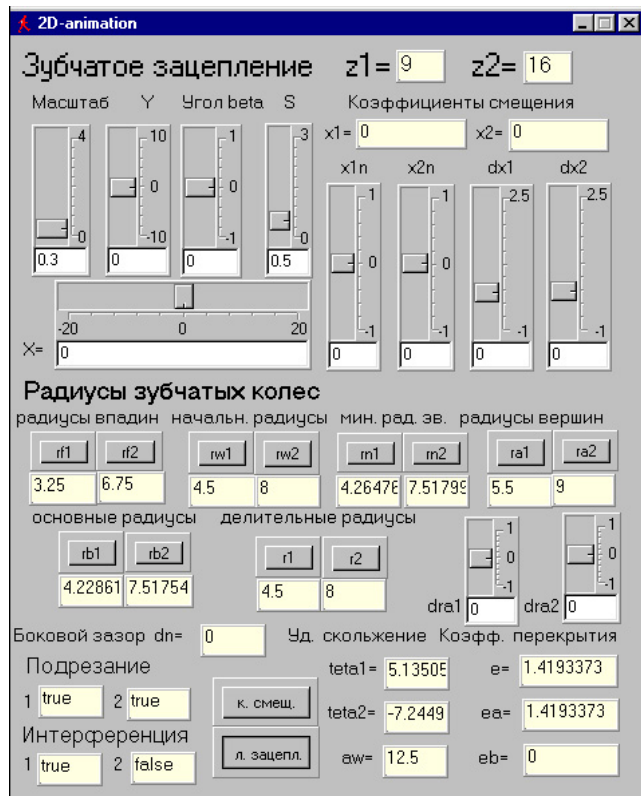 2D-animation
Зубчатое зацепление z1= 9 z2= 16
Масштаб Y Угол beta S Коэффициенты смещения
x1= 0 x2= 0
x1n x2n dx1 dx2
4 10 1 3
0 0
0 -10 -1 0
0.3 0 0 0.5
1 1 2.5 2.5
0 0
-1 -1 -1 -1
0 0 0 0
-20 0 20
X= 0
Радиусы зубчатых колес
радиусы впадин начальн. радиусы мин. рад. эв. радиусы вершин
rf1 rf2 rw1 rw2 rn1 rn2 ra1 ra2
3.25 6.75 4.5 8 4.26476 7.51799 5.5 9
основные радиусы делительные радиусы
rb1 rb2 r1 r2
4.22861 7.51754 4.5 8
1 1
0 0
-1 -1
dra1 0 dra2 0
Боковой зазор dn= 0 Уд. скольжение Коэфф. перекрытия
Подрезание teta1= 5.13505 e= 1.4193373
1 true 2 true к. смещ. teta2= -7.2449 ea= 1.4193373
Интерференция
1 true 2 false л. зацепл. aw= 12.5 eb= 0